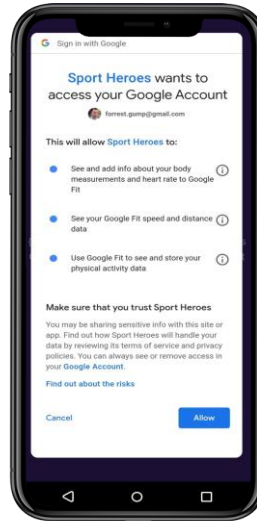 Sign in with Google
Sport Heroes wants to
access your Google Account
forrest.gump@gmail.com
This will allow Sport Heroes to:
See and add info about your body
measurements and heart rate to Google
Fit
See your Google Fit speed and distance
data
Use Google Fit to see and store your
physical activity data
Make sure that you trust Sport Heroes
You may be sharing sensitive info with this site or
app. Find out how Sport Heroes will handle your
data by reviewing its terms of service and privacy
policies. You can always see or remove access in
your Google Account.
Find out about the risks
Cancel Allow